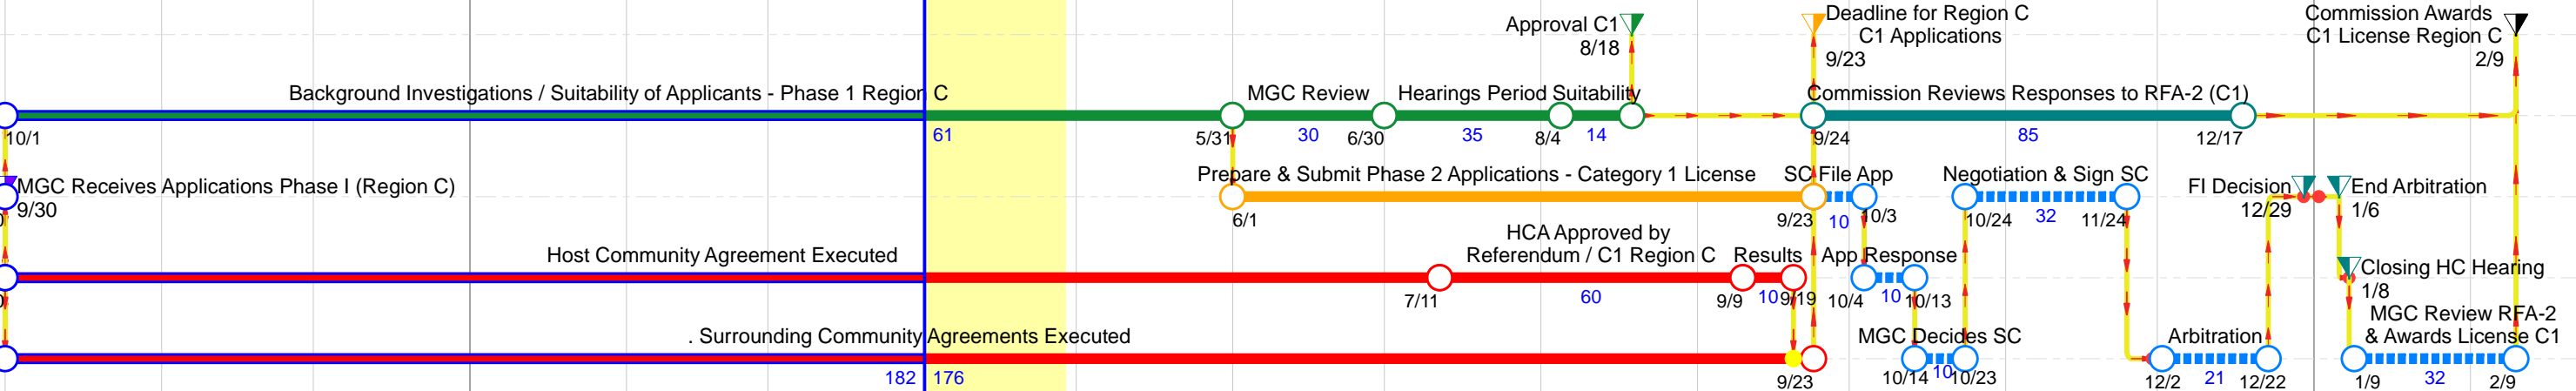 Approval C1
8/18
Deadline for Region C
C1 Applications
9/23
Commission Awards
C1 License Region C
2/9
Background Investigations / Suitability of Applicants - Phase 1 Region C
MGC Review
Hearings Period
Suitability
Commission Reviews Responses to RFA-2 (C1)
10/1
61
5/31
30
6/30
35
8/4
14
9/24
85
12/17
MGC Receives Applications Phase I (Region C)
9/30
Prepare & Submit Phase 2 Applications - Category 1 License
SC File App
Negotiation & Sign SC
FI Decision
12/29
End Arbitration
1/6
6/1
9/23
10
10/3
10/24
32
11/24
Host Community Agreement Executed
HCA Approved by
Referendum / C1 Region C
Results
App Response
Closing HC Hearing
1/8
7/11
60
9/9
10
9/19
10/4
10
10/13
. Surrounding Community Agreements Executed
MGC Decides SC
Arbitration
MGC Review RFA-2
& Awards License C1
182
176
9/23
10/14
10
10/23
12/2
21
12/22
1/9
32
2/9